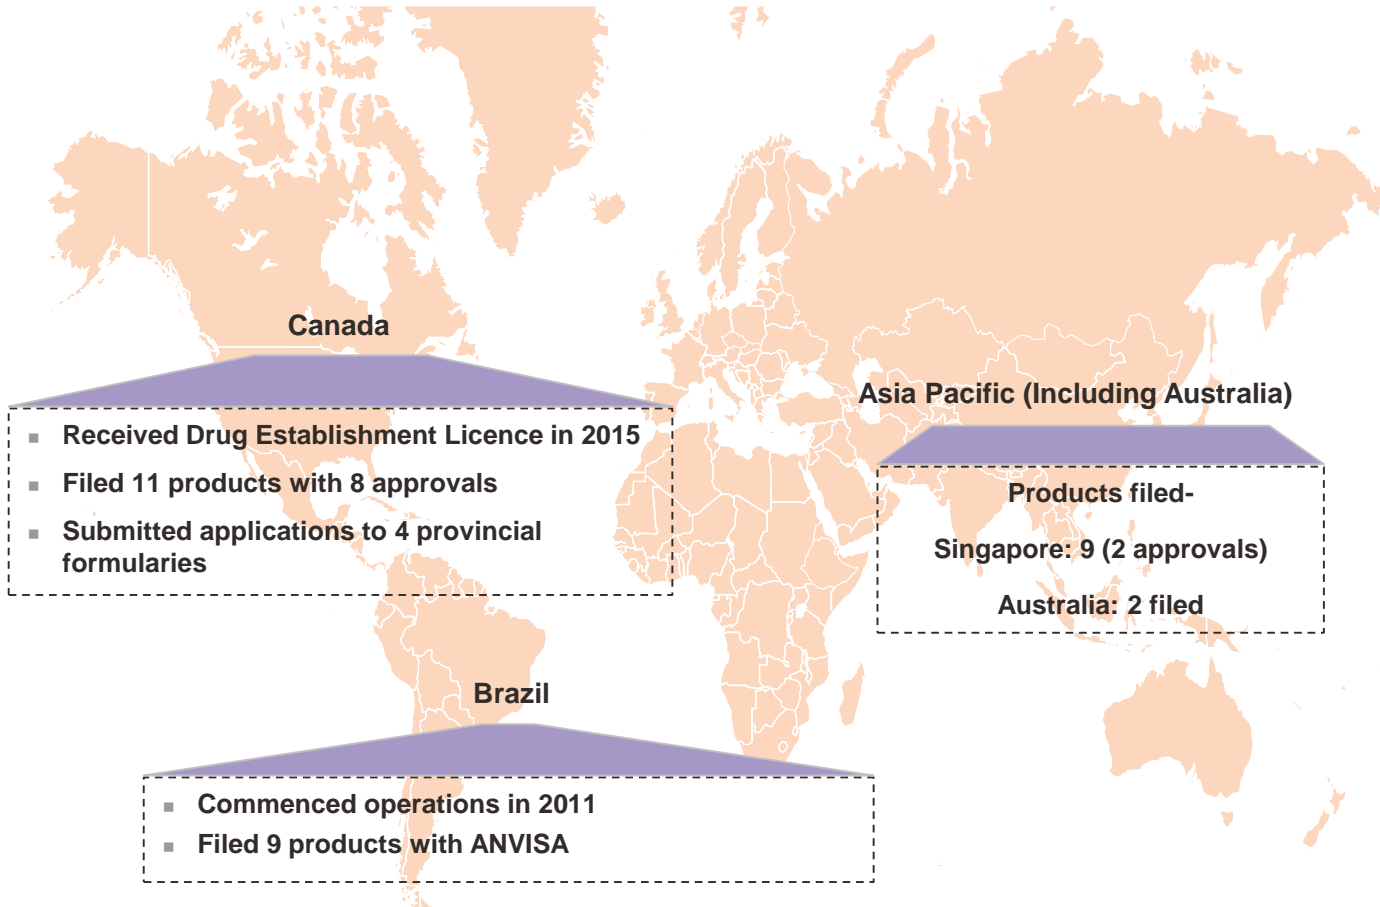 Canada
■ Received Drug Establishment Licence in 2015
■ Filed 11 products with 8 approvals
■ Submitted applications to 4 provincial
formularies
Asia Pacific (Including Australia)
Products filed-
Singapore: 9 (2 approvals)
Australia: 2 filed
Brazil
■ Commenced operations in 2011
■ Filed 9 products with ANVISA